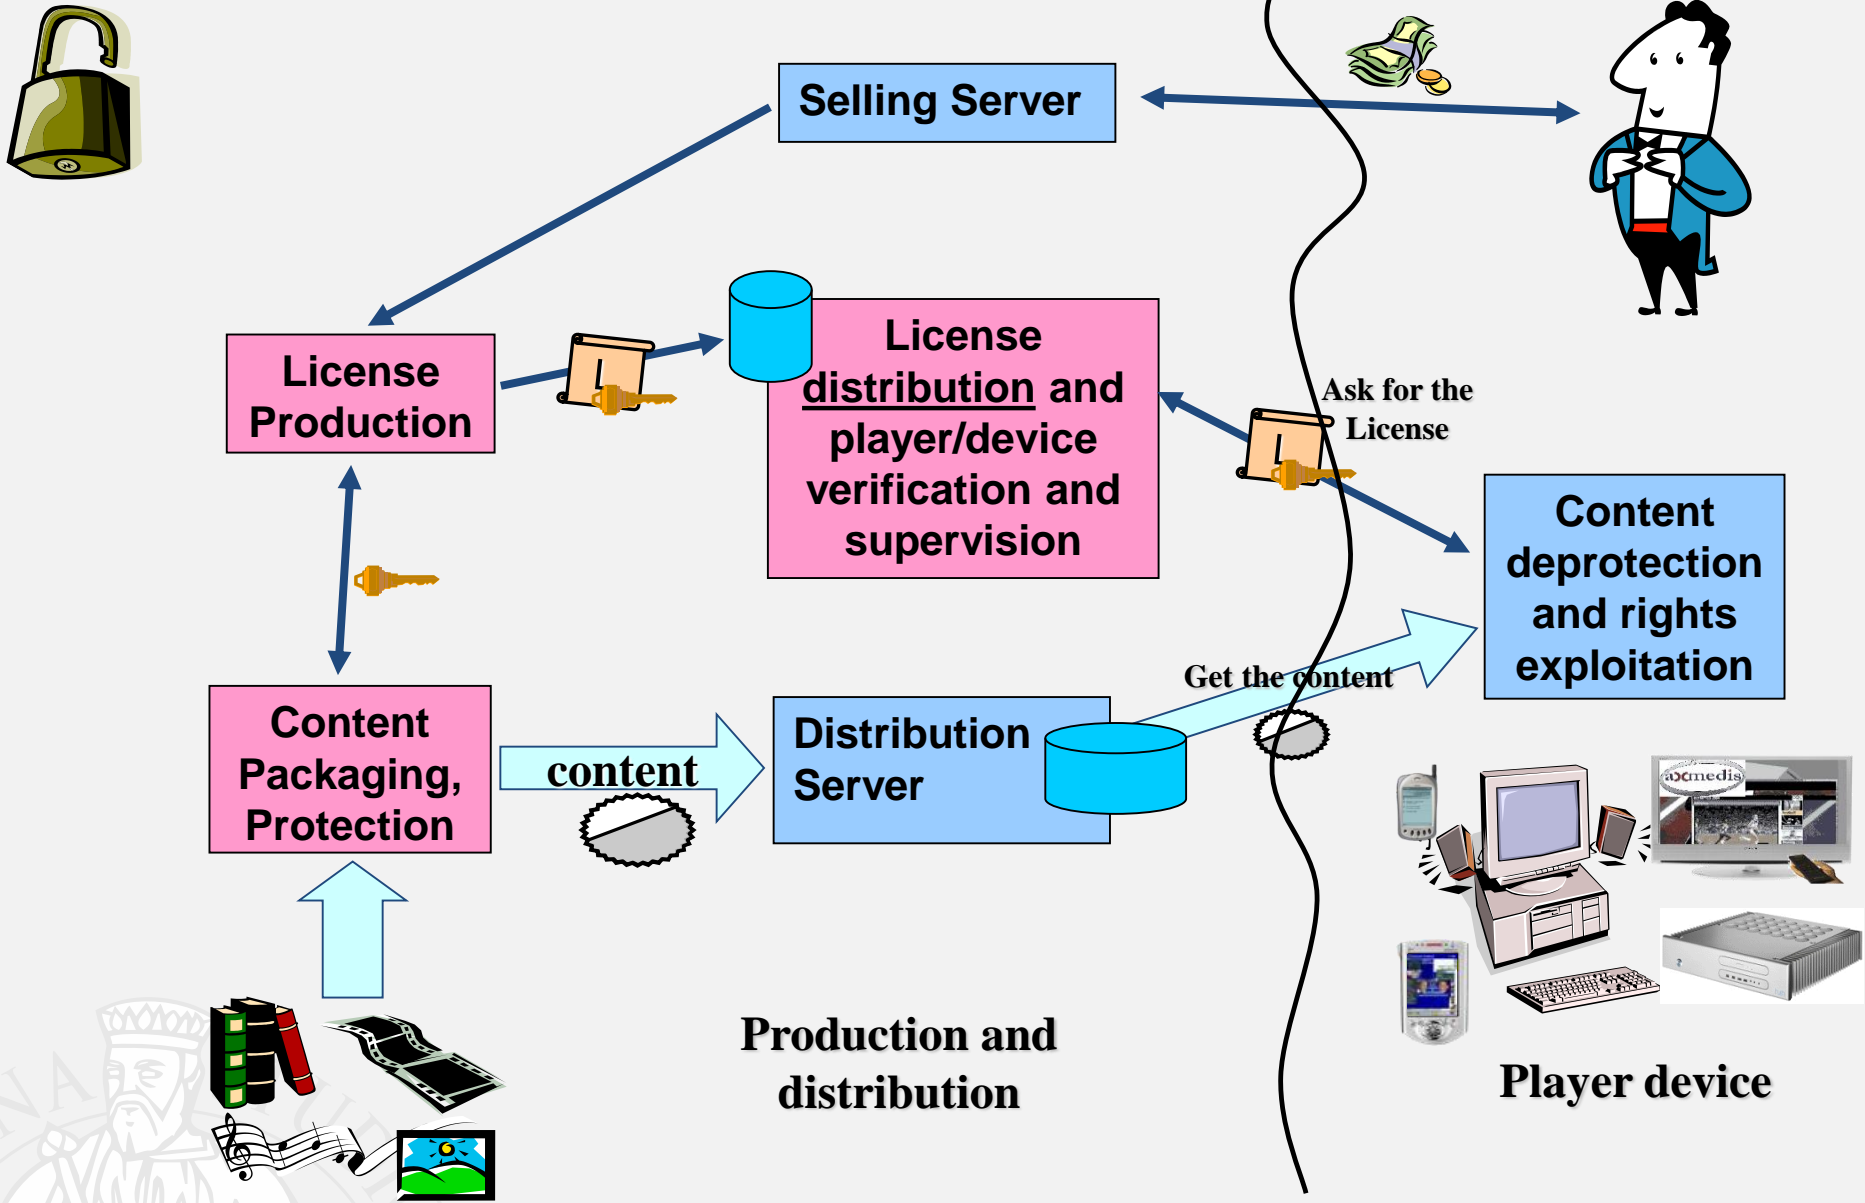 Selling Server
License
Production
License
distribution and
player/device
verification and
supervision
L
L
Ask for the
License
Content
deprotection
and rights
exploitation
Content
Packaging,
Protection
content
Distribution
Server
Get the content
axmedis
Production and
distribution
Player device